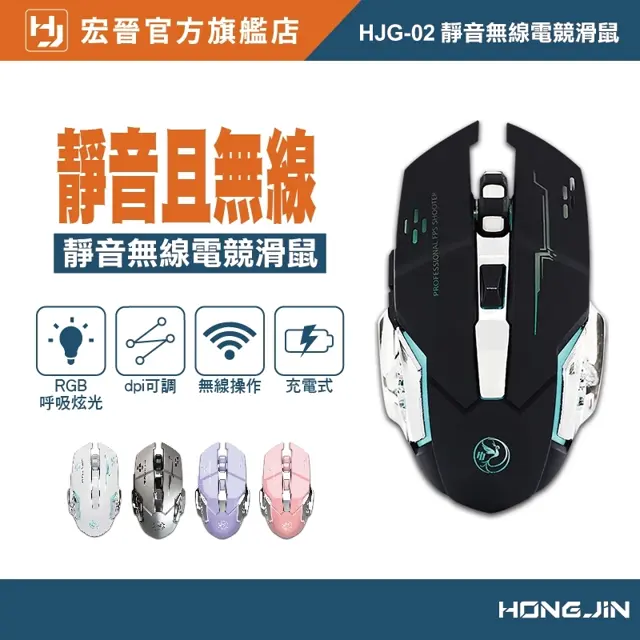 HJ 宏晉官方旗艦店
HJG-02 靜音無線電競滑鼠
靜音且無線
靜音無線電競滑鼠
RGB
呼吸炫光
dpi可調
無線操作
充電式
PROFESSIONAL FPS SHOOTER
HONGJIN